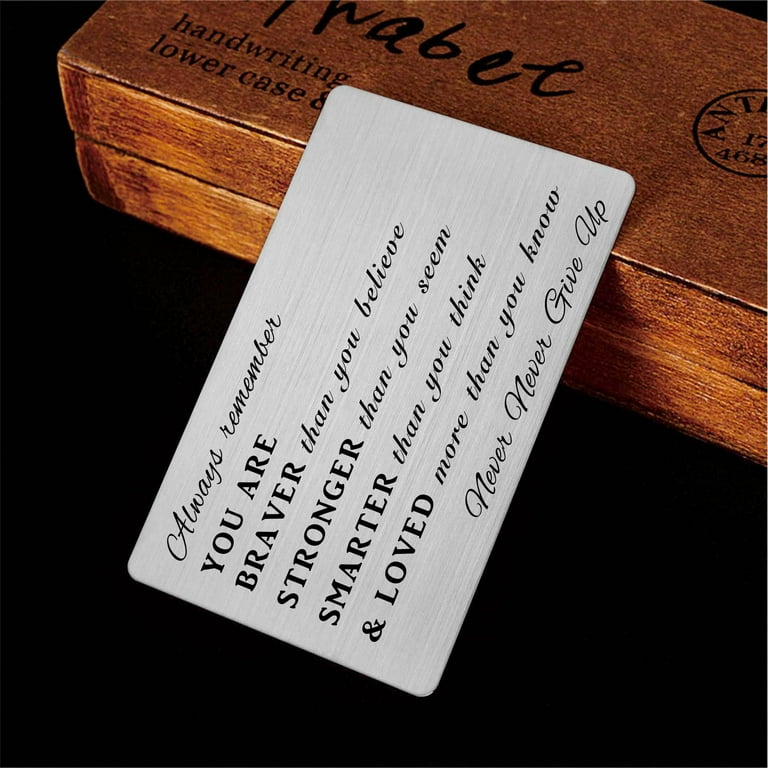 handwriting
lower case &
Always remember
YOU ARE
BRAVER than you believe
STRONGER than you seem
SMARTER than you think
& LOVED more than you know
Never Never Give Up